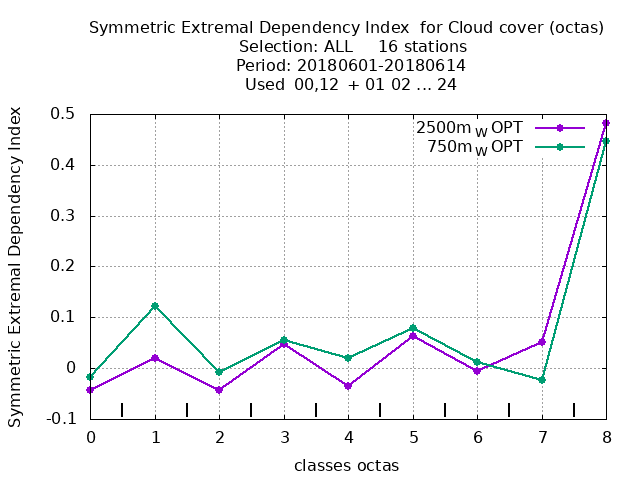 Symmetric Extremal Dependency Index  for Cloud cover (octas)
Selection: ALL     16 stations
Period: 20180601-20180614
Used  00,12  + 01 02 ... 24
Symmetric Extremal Dependency Index
0.5
0.4
0.3
0.2
0.1
0
-0.1
2500m W OPT
750m W OPT
0 1 2 3 4 5 6 7 8
classes octas